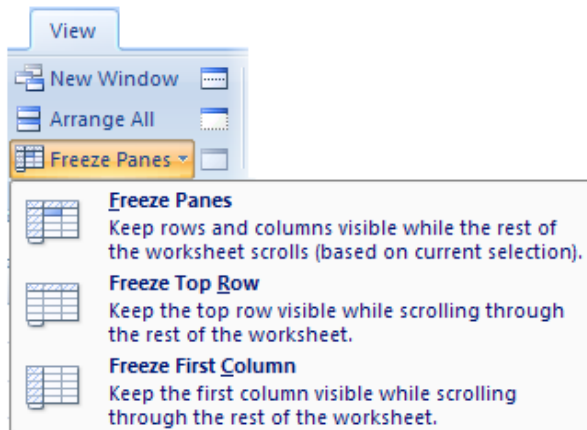 View
New Window
Arrange All
Freeze Panes
Freeze Panes
Keep rows and columns visible while the rest of
the worksheet scrolls (based on current selection).
Freeze Top Row
Keep the top row visible while scrolling through
the rest of the worksheet.
Freeze First Column
Keep the first column visible while scrolling
through the rest of the worksheet.